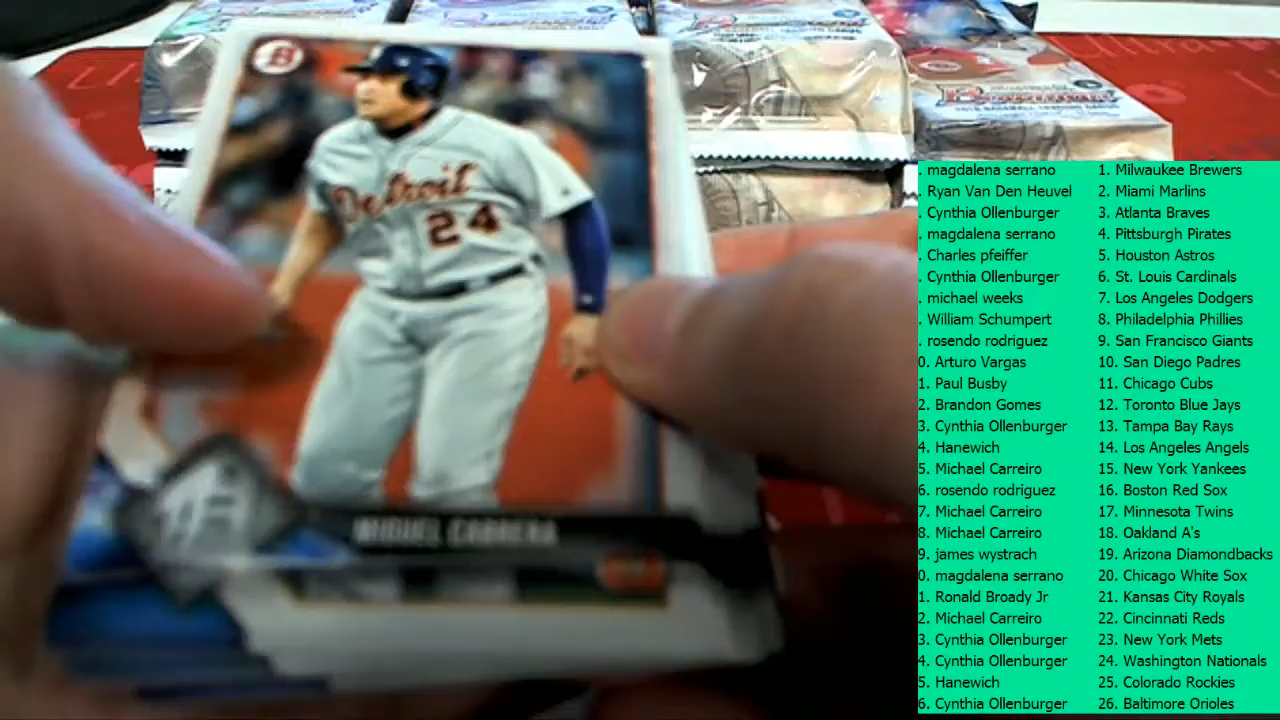 B
Detroit
24
MIGUEL CABRERA
Bowman
. magdalena serrano 1. Milwaukee Brewers
. Ryan Van Den Heuvel 2. Miami Marlins
. Cynthia Ollenburger 3. Atlanta Braves
. magdalena serrano 4. Pittsburgh Pirates
. Charles pfeiffer 5. Houston Astros
. Cynthia Ollenburger 6. St. Louis Cardinals
. michael weeks 7. Los Angeles Dodgers
. William Schumpert 8. Philadelphia Phillies
. rosendo rodriguez 9. San Francisco Giants
0. Arturo Vargas 10. San Diego Padres
1. Paul Busby 11. Chicago Cubs
2. Brandon Gomes 12. Toronto Blue Jays
3. Cynthia Ollenburger 13. Tampa Bay Rays
4. Hanewich 14. Los Angeles Angels
5. Michael Carreiro 15. New York Yankees
6. rosendo rodriguez 16. Boston Red Sox
7. Michael Carreiro 17. Minnesota Twins
8. Michael Carreiro 18. Oakland A's
9. james wystrach 19. Arizona Diamondbacks
0. magdalena serrano 20. Chicago White Sox
1. Ronald Broady Jr 21. Kansas City Royals
2. Michael Carreiro 22. Cincinnati Reds
3. Cynthia Ollenburger 23. New York Mets
4. Cynthia Ollenburger 24. Washington Nationals
5. Hanewich 25. Colorado Rockies
6. Cynthia Ollenburger 26. Baltimore Orioles